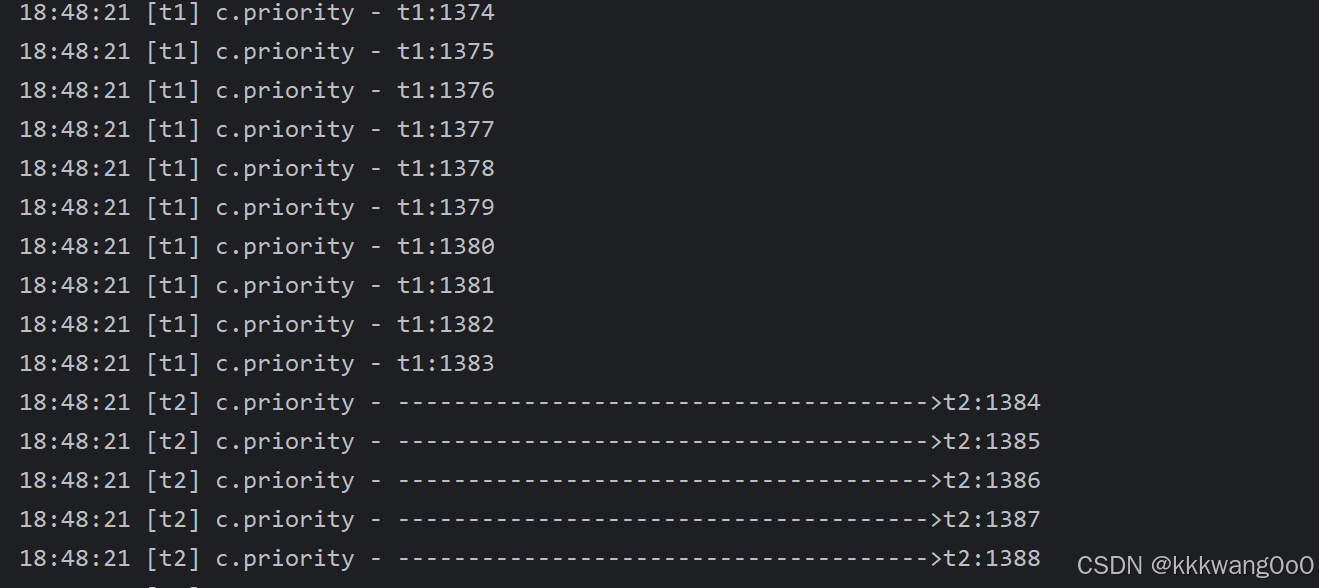 18:48:21 [t1] c.priority - t1:1374
18:48:21 [t1] c.priority - t1:1375
18:48:21 [t1] c.priority - t1:1376
18:48:21 [t1] c.priority - t1:1377
18:48:21 [t1] c.priority - t1:1378
18:48:21 [t1] c.priority - t1:1379
18:48:21 [t1] c.priority - t1:1380
18:48:21 [t1] c.priority - t1:1381
18:48:21 [t1] c.priority - t1:1382
18:48:21 [t1] c.priority - t1:1383
18:48:21 [t2] c.priority - -------------------------------------->t2:1384
18:48:21 [t2] c.priority - -------------------------------------->t2:1385
18:48:21 [t2] c.priority - -------------------------------------->t2:1386
18:48:21 [t2] c.priority - -------------------------------------->t2:1387
18:48:21 [t2] c.priority - -------------------------------------->t2:1388
CSDN @kkkwang0o0